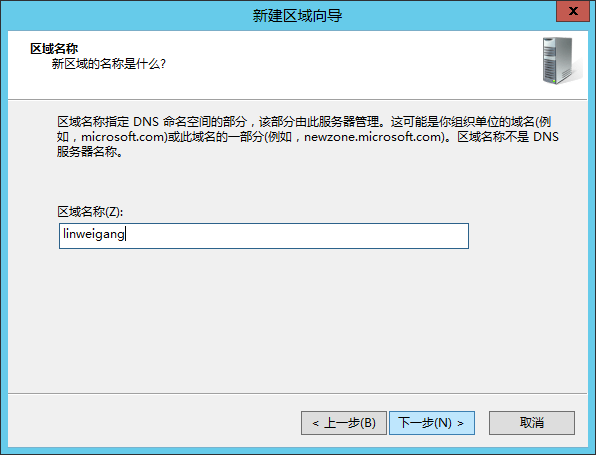 新建区域向导
x
区域名称
新区域的名称是什么?
区域名称指定 DNS 命名空间的部分，该部分由此服务器管理。这可能是你组织单位的域名(例
如，microsoft.com)或此域名的一部分(例如，newzone.microsoft.com)。区域名称不是 DNS
服务器名称。
区域名称(Z):
linweigang
< 上一步(B) 下一步(N) > 取消